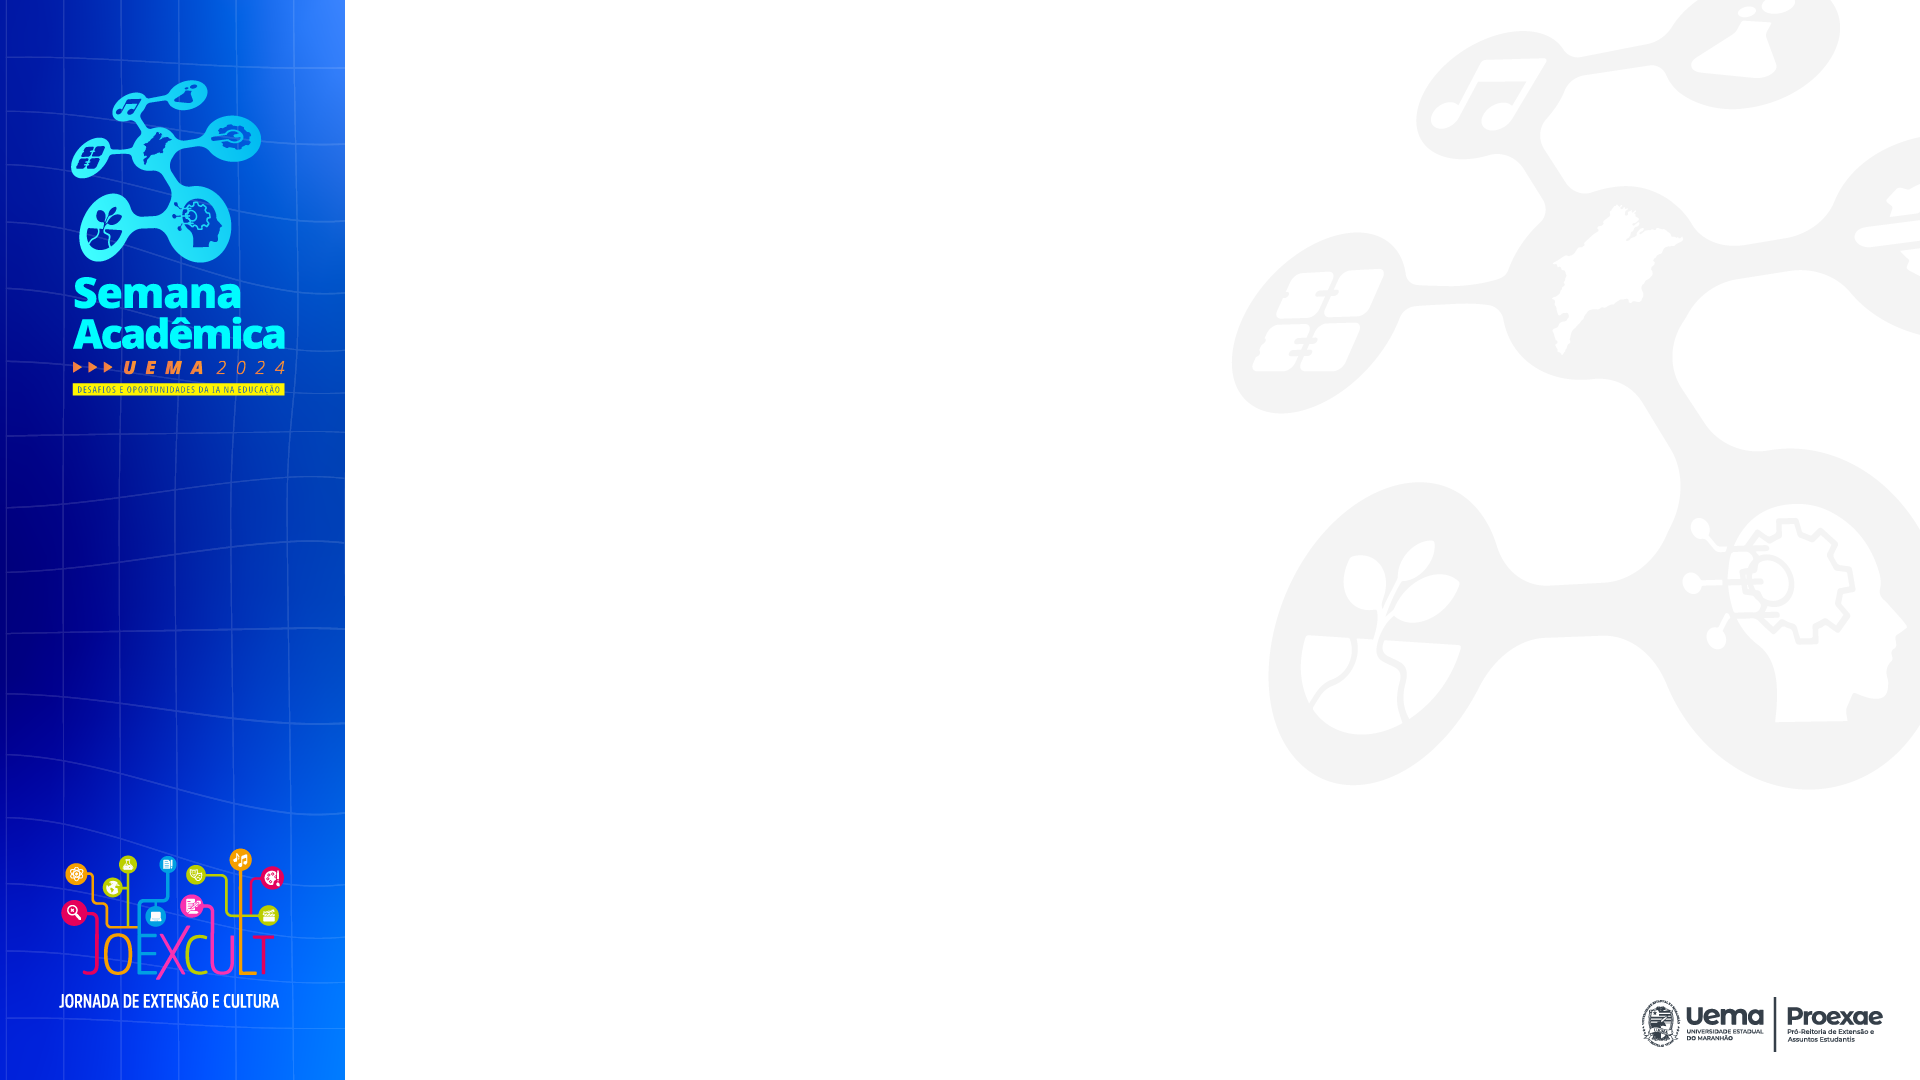 Semana
Acadêmica
UEMA 2024
DESAFIOS E OPORTUNIDADES DA IA NA EDUCAÇÃO
JOEXCULT
JORNADA DE EXTENSÃO E CULTURA
Uema
UNIVERSIDADE ESTADUAL
DO MARANHÃO
Proexae
Pró-Reitoria de Extensão e
Assuntos Estudantis